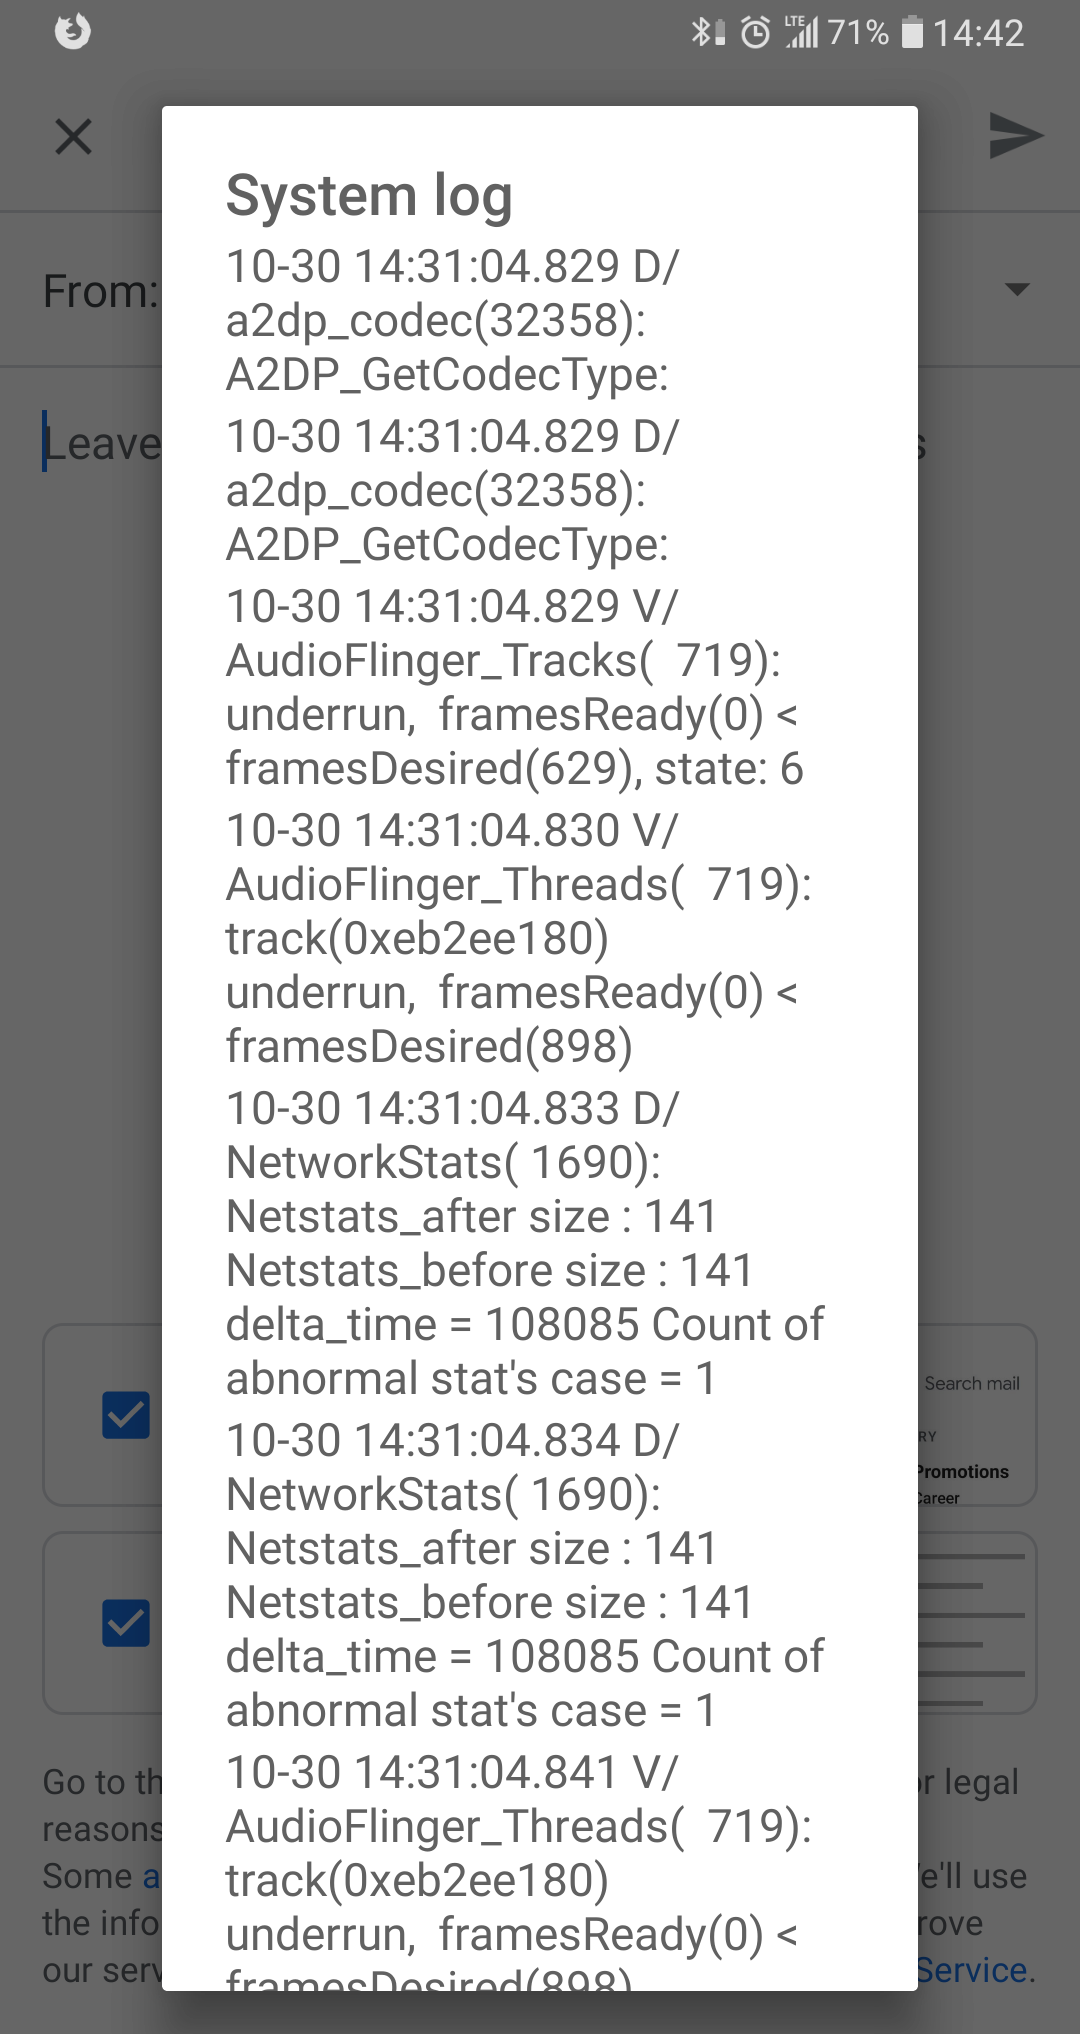 LTE 71% 14:42
System log
10-30 14:31:04.829 D/
a2dp_codec(32358):
A2DP_GetCodecType:
10-30 14:31:04.829 D/
a2dp_codec(32358):
A2DP_GetCodecType:
10-30 14:31:04.829 V/
AudioFlinger_Tracks(  719):
underrun,  framesReady(0) <
framesDesired(629), state: 6
10-30 14:31:04.830 V/
AudioFlinger_Threads(  719):
track(0xeb2ee180)
underrun,  framesReady(0) <
framesDesired(898)
10-30 14:31:04.833 D/
NetworkStats( 1690):
Netstats_after size : 141
Netstats_before size : 141
delta_time = 108085 Count of
abnormal stat's case = 1
10-30 14:31:04.834 D/
NetworkStats( 1690):
Netstats_after size : 141
Netstats_before size : 141
delta_time = 108085 Count of
abnormal stat's case = 1
10-30 14:31:04.841 V/
AudioFlinger_Threads(  719):
track(0xeb2ee180)
underrun,  framesReady(0) <
framesDesired(898)
From:
Leave
Search mail
RY
Promotions
Career
Go to th
r legal
reasons
Some a
e'll use
the info
rove
our serv
Service.